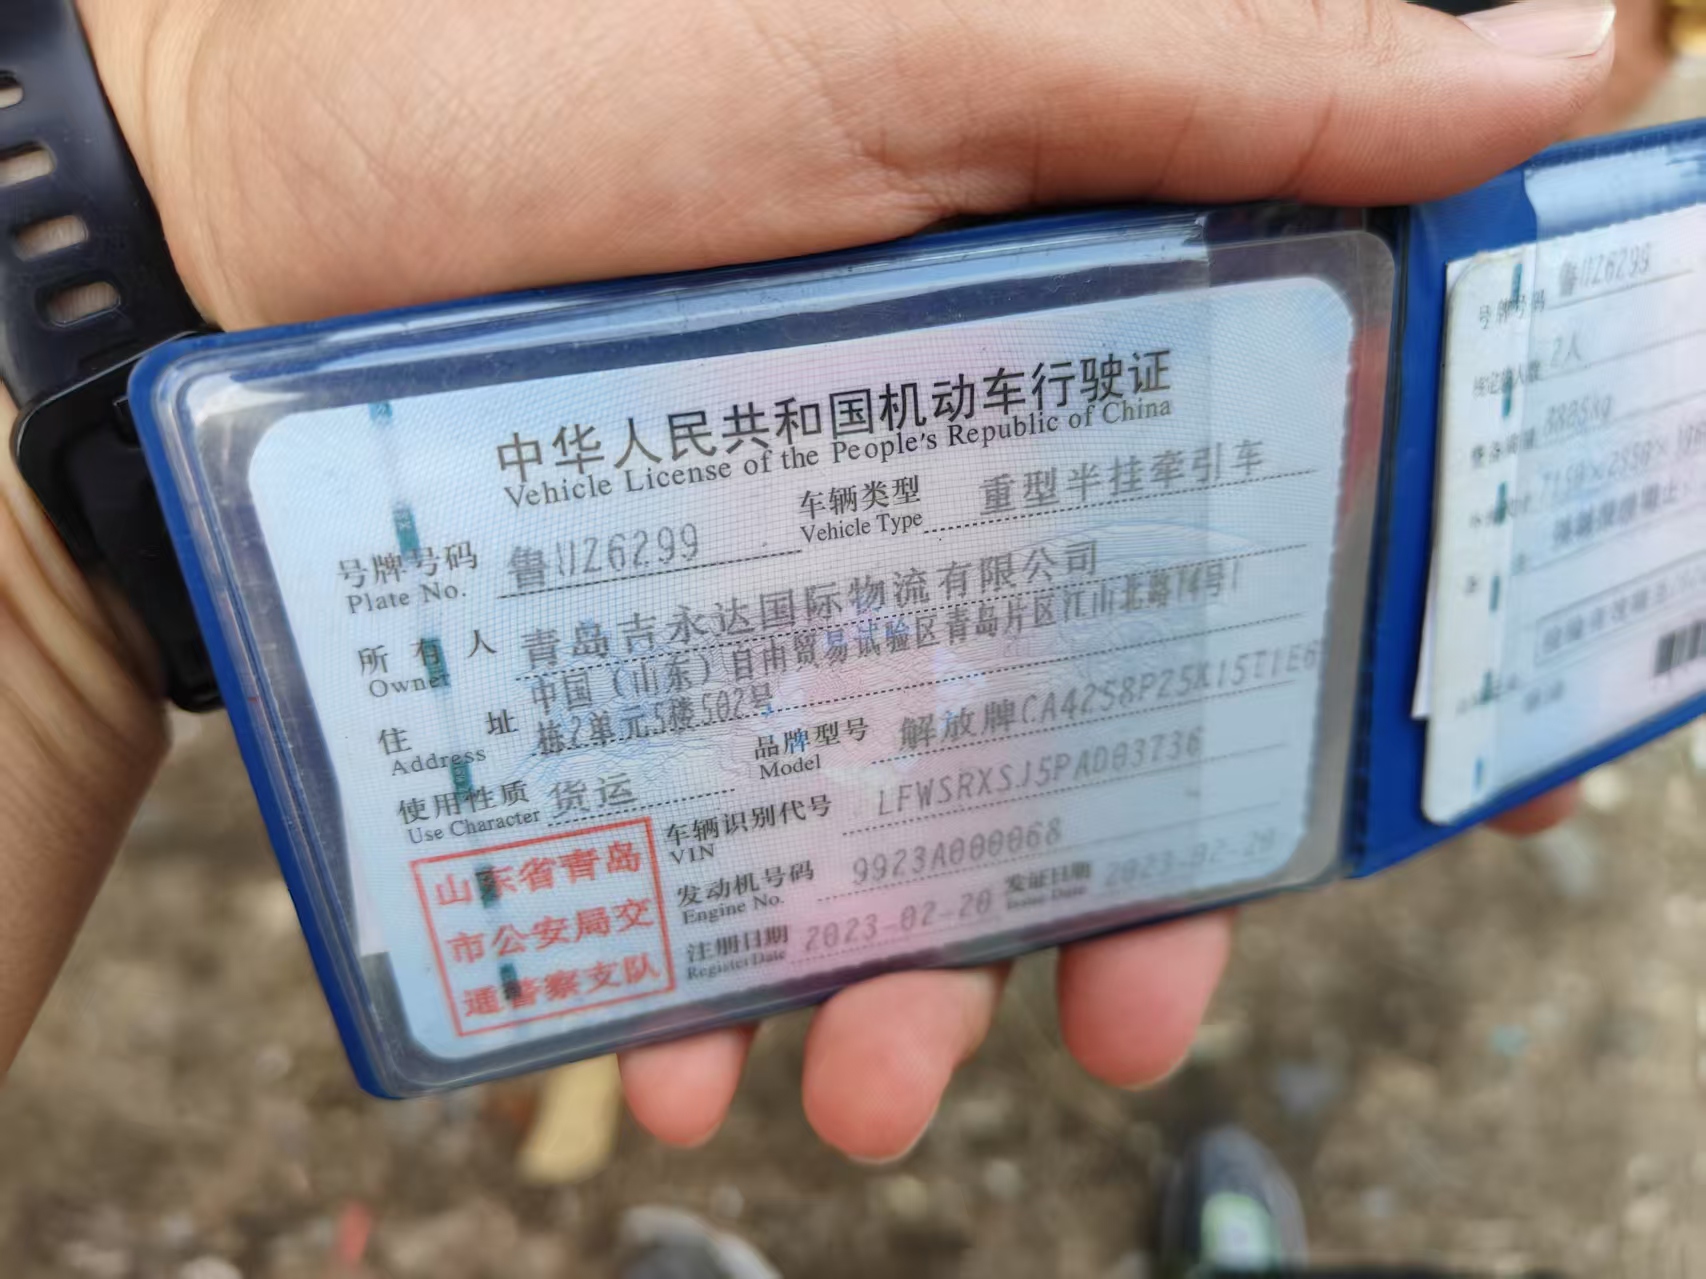 中华人民共和国机动车行驶证
Vehicle License of the People's Republic of China
号牌号码 鲁UZ6299 车辆类型 重型半挂牵引车
Plate No. Vehicle Type
所有人 青岛吉永达国际物流有限公司
Owner
中国（山东）自由贸易试验区青岛片区江山北路74号1
住址 栋2单元5楼502号
Address
品牌型号 解放牌CA4258P25K15T1E6
Model
使用性质 货运
Use Character
车辆识别代号 LFWSRXSJ5PAD03736
VIN
发动机号码 9923A000068
Engine No.
注册日期 2023-02-20 发证日期 2023-02-20
Register Date Issue Date
山东省青岛
市公安局交
通警察支队
号牌号码 鲁UZ6299
2人